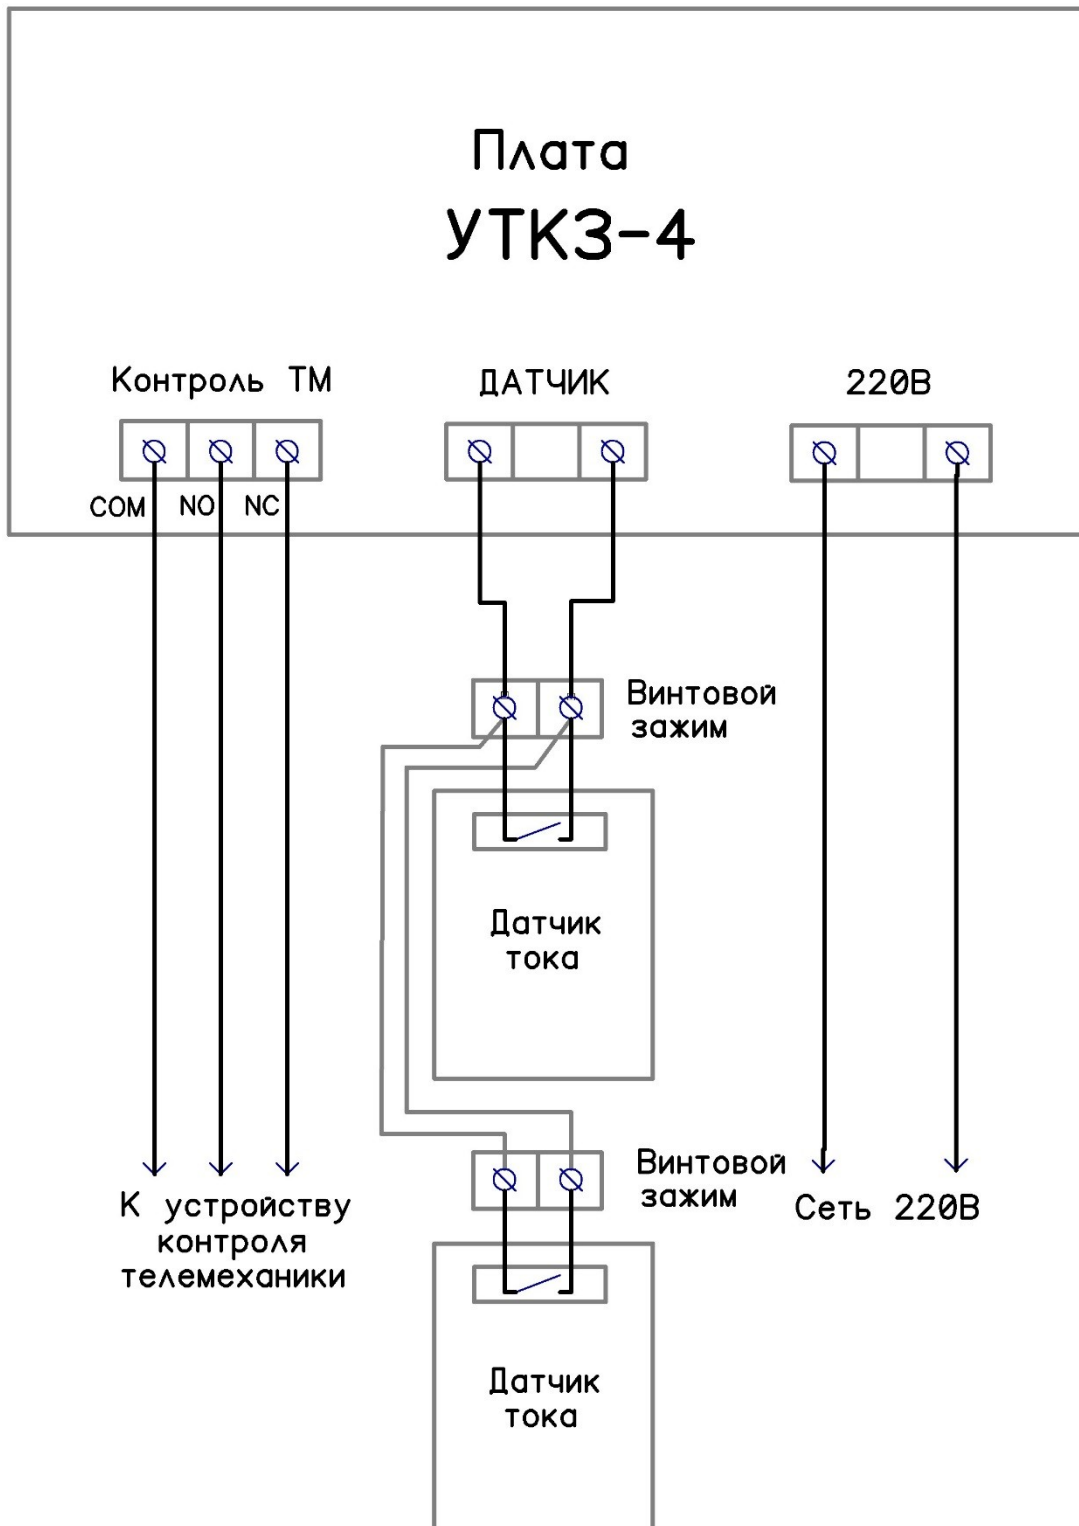 Плата
УТКЗ-4
Контроль ТМ
ДАТЧИК
220В
COM NO NC
Винтовой
зажим
Датчик
тока
Винтовой
зажим
К устройству
контроля
телемеханики
Сеть 220В
Датчик
тока